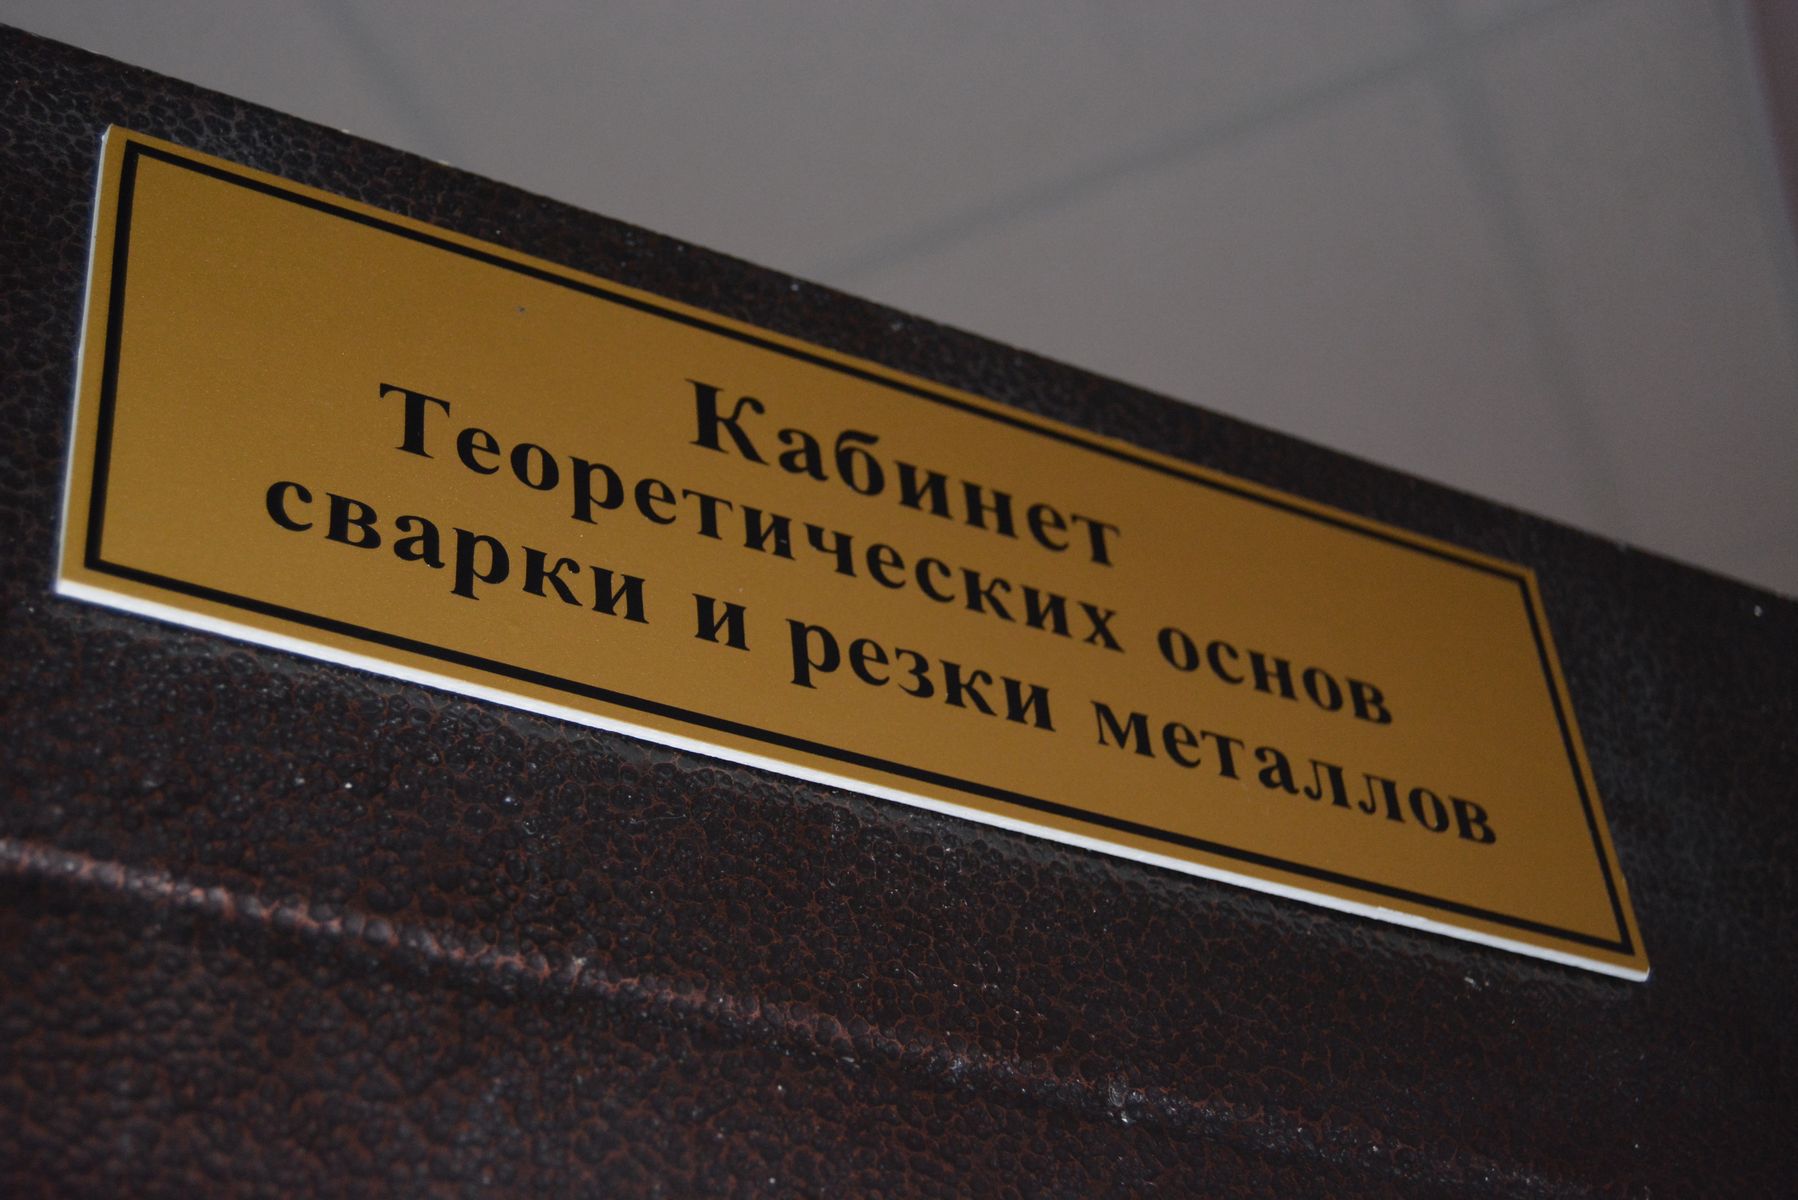 Кабинет
Теоретических основ
сварки и резки металлов